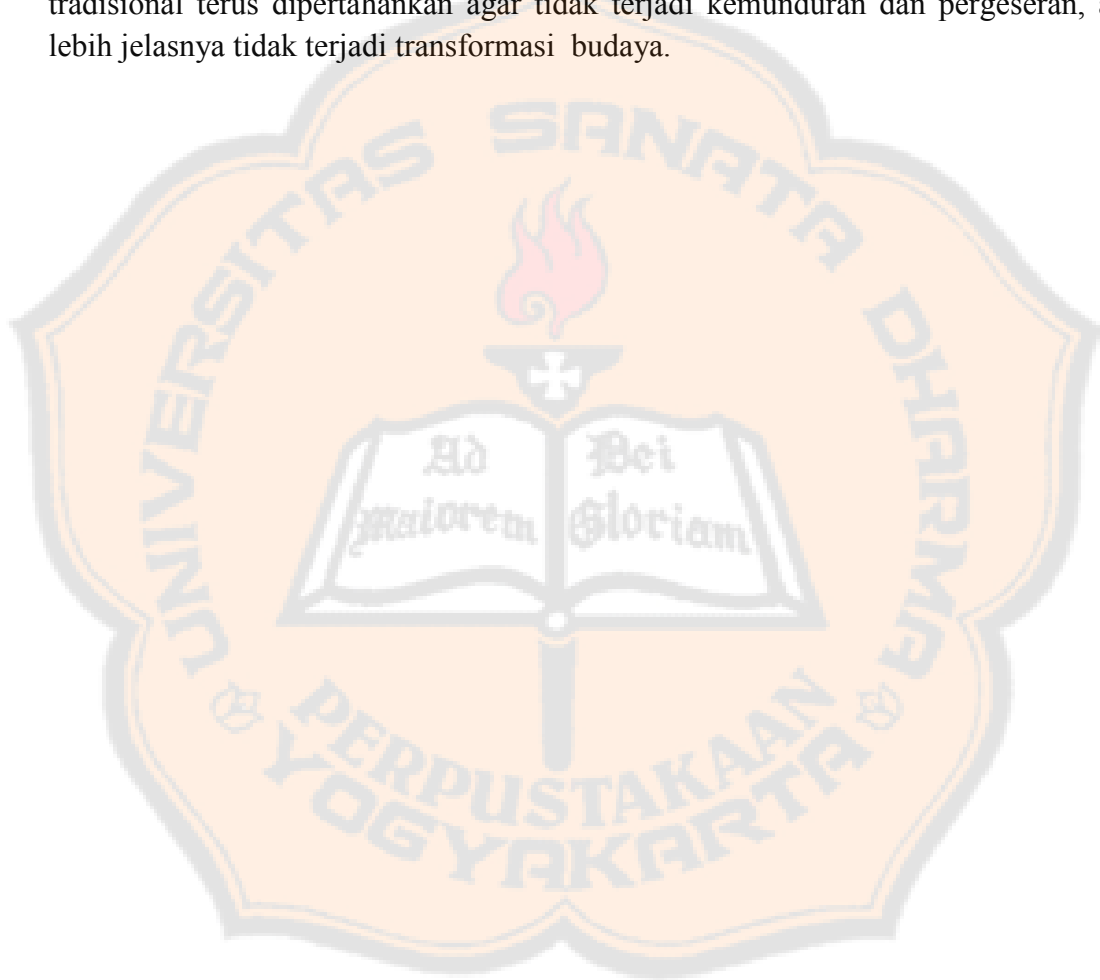 tradisional terus dipertahankan agar tidak terjadi kemunduran dan pergeseran,
lebih jelasnya tidak terjadi transformasi budaya.
UNIVERSITAS SANATA DHARMA
Ad Dei
Maiorem Gloriam
PERPUSTAKAAN
YOGYAKARTA